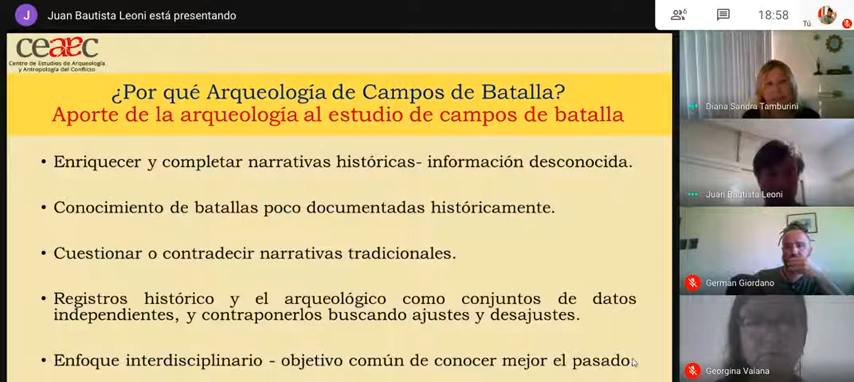 J Juan Bautista Leoni está presentando
6
18:58
Tú
ceaec
Centro de Estudios de Arqueología
y Antropología del Conflicto
¿Por qué Arqueología de Campos de Batalla?
Aporte de la arqueología al estudio de campos de batalla
• Enriquecer y completar narrativas históricas- información desconocida.
• Conocimiento de batallas poco documentadas históricamente.
• Cuestionar o contradecir narrativas tradicionales.
• Registros histórico y el arqueológico como conjuntos de datos
independientes, y contraponerlos buscando ajustes y desajustes.
• Enfoque interdisciplinario - objetivo común de conocer mejor el pasado.
Diana Sandra Tamburini
Juan Bautista Leoni
German Giordano
Georgina Vaiana